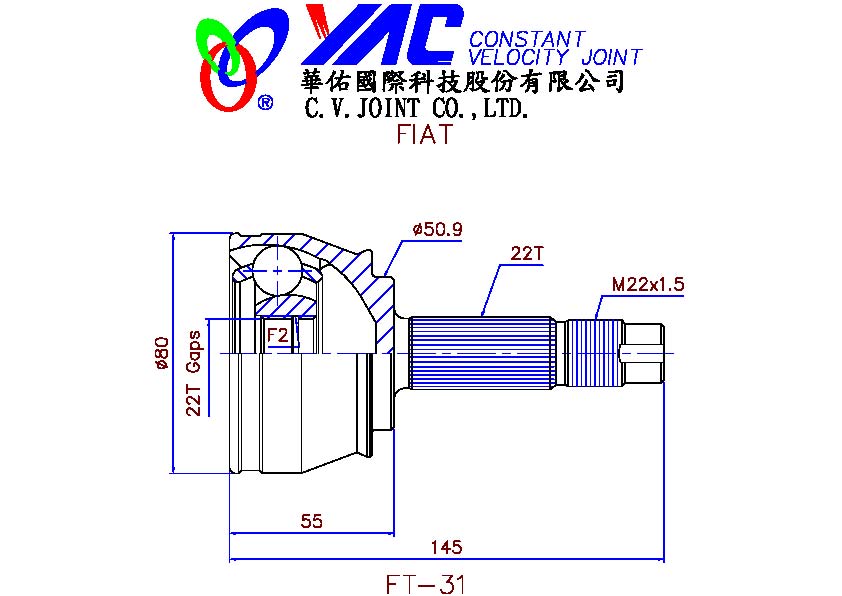 YAC CONSTANT
VELOCITY JOINT
華佑國際科技股份有限公司
®
C.V.JOINT CO.,LTD.
FIAT
ø50.9
22T
M22x1.5
F2
ø80
22T Gaps
55
145
FT-31